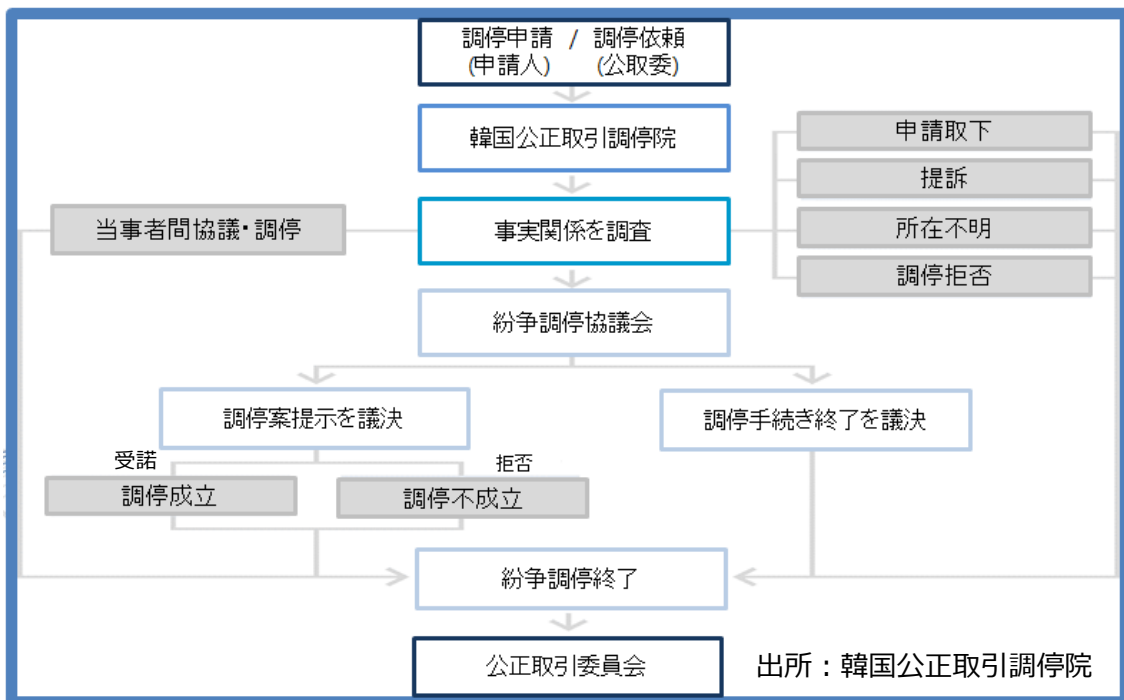 調停申請 / 調停依頼
(申請人) (公取委)
韓国公正取引調停院
申請取下
提訴
当事者間協議・調停
事実関係を調査
所在不明
調停拒否
紛争調停協議会
調停案提示を議決
調停手続き終了を議決
受諾
拒否
調停成立
調停不成立
紛争調停終了
公正取引委員会
出所：韓国公正取引調停院